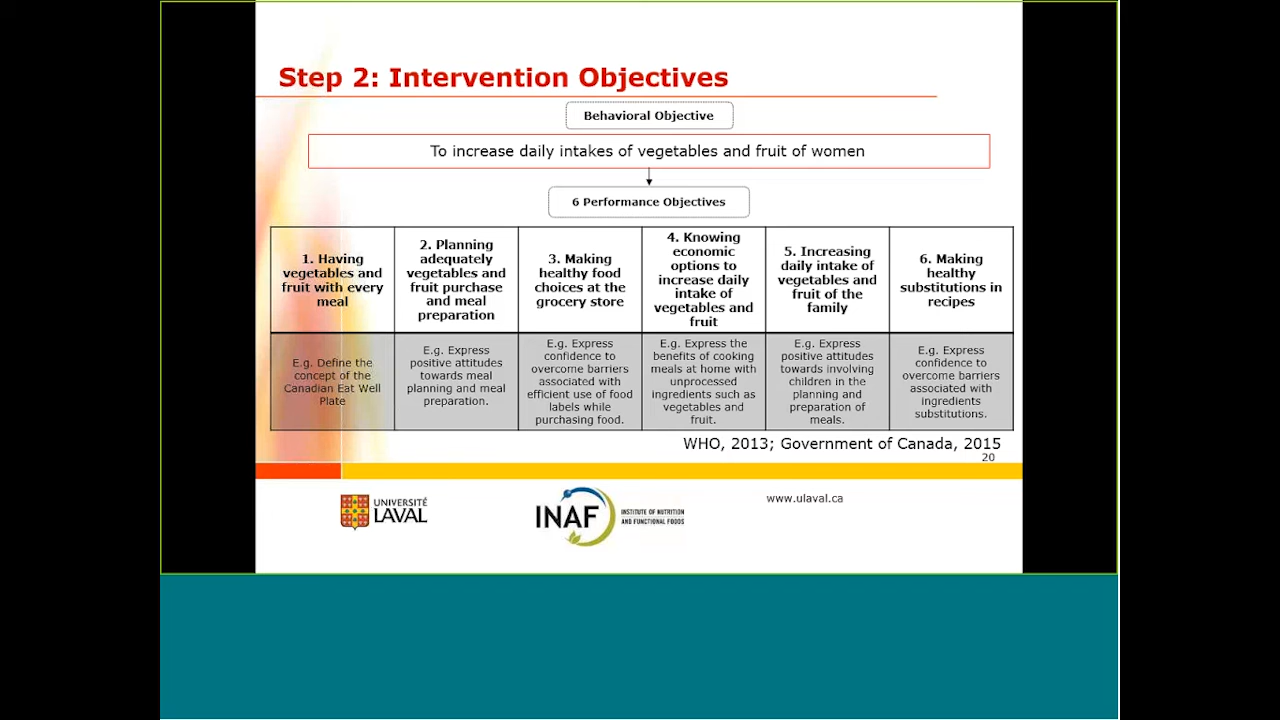 Step 2: Intervention Objectives
Behavioral Objective
To increase daily intakes of vegetables and fruit of women
6 Performance Objectives
1. Having
vegetables and
fruit with every
meal
2. Planning
adequately
vegetables and
fruit purchase
and meal
preparation
3. Making
healthy food
choices at the
grocery store
4. Knowing
economic
options to
increase daily
intake of
vegetables and
fruit
5. Increasing
daily intake of
vegetables and
fruit of the
family
6. Making
healthy
substitutions in
recipes
E.g. Define the
concept of the
Canadian Eat Well
Plate
E.g. Express
positive attitudes
towards meal
planning and meal
preparation.
E.g. Express
confidence to
overcome barriers
associated with
efficient use of food
labels while
purchasing food.
E.g. Express the
benefits of cooking
meals at home with
unprocessed
ingredients such as
vegetables and
fruit.
E.g. Express
positive attitudes
towards involving
children in the
planning and
preparation of
meals.
E.g. Express
confidence to
overcome barriers
associated with
ingredients
substitutions.
WHO, 2013; Government of Canada, 2015
20
UNIVERSITÉ
LAVAL
INAF
INSTITUTE OF NUTRITION
AND FUNCTIONAL FOODS
www.ulaval.ca